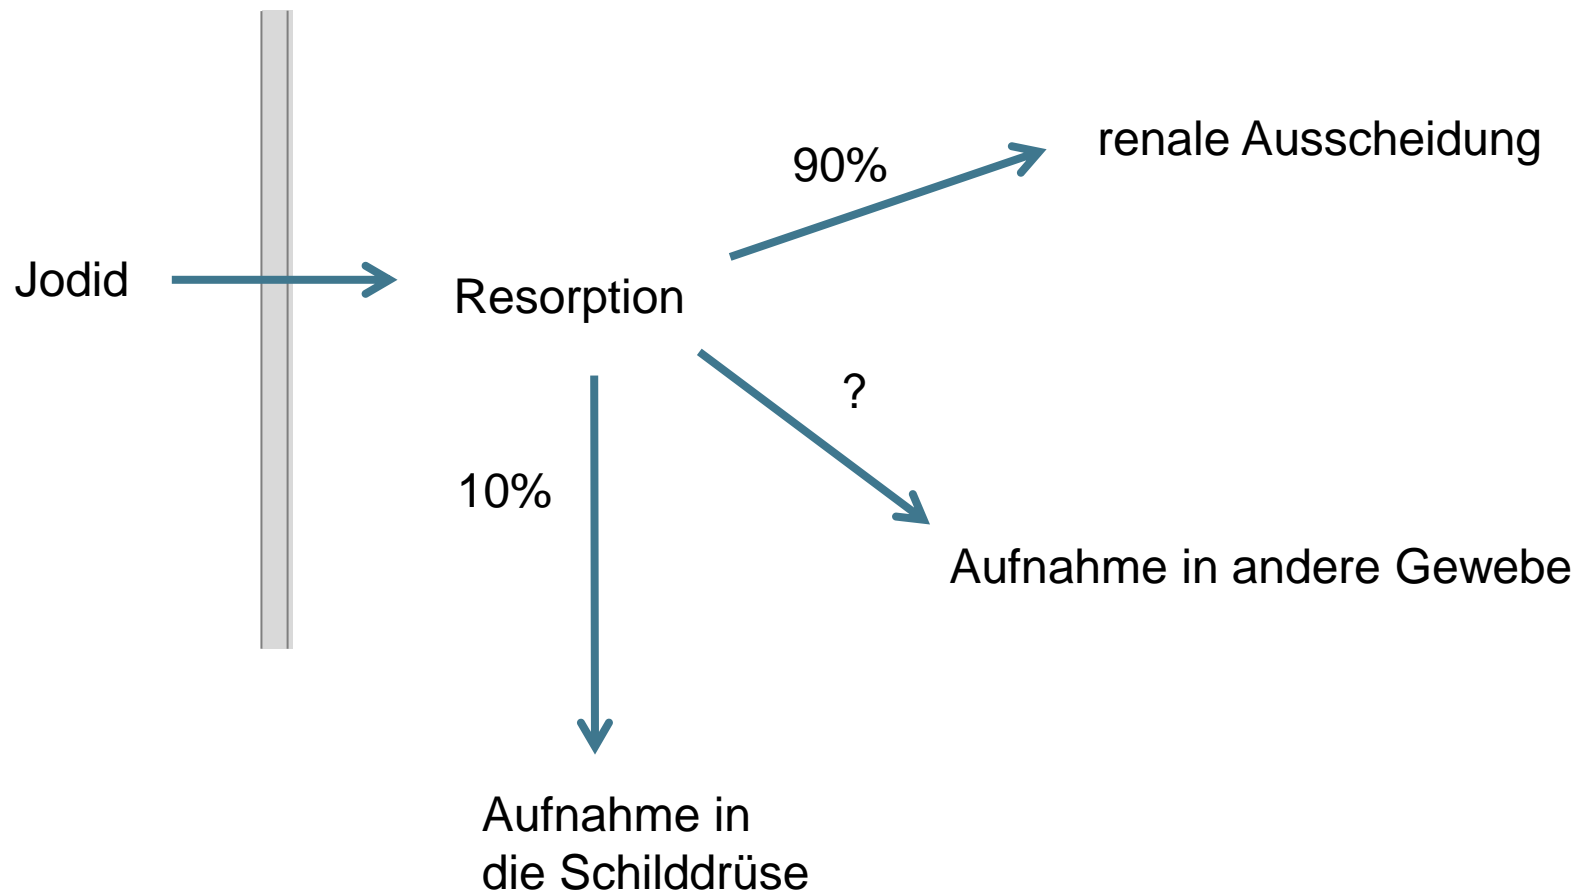 renale Ausscheidung
90%
Jodid
Resorption
?
10%
Aufnahme in andere Gewebe
Aufnahme in
die Schilddrüse